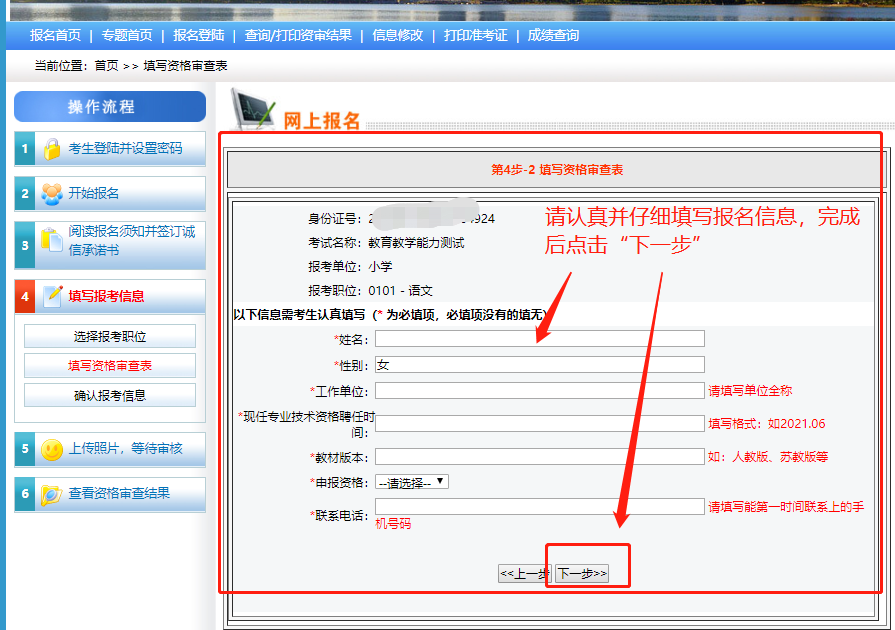 报名首页 | 专题首页 | 报名登陆 | 查询/打印资审结果 | 信息修改 | 打印准考证 | 成绩查询
当前位置: 首页 >> 填写资格审查表
操作流程
1 考生登陆并设置密码
2 开始报名
3 阅读报名须知并签订诚
信承诺书
4 填写报考信息
选择报考职位
填写资格审查表
确认报考信息
5 上传照片，等待审核
6 查看资格审查结果
网上报名
第4步-2 填写资格审查表
请认真并仔细填写报名信息，完成
后点击“下一步”
身份证号: 2 924
考试名称: 教育教学能力测试
报考单位: 小学
报考职位: 0101 - 语文
以下信息需考生认真填写（* 为必填项，必填项没有的填无）
*姓名:
*性别: 女
*工作单位: 请填写单位全称
*现任专业技术资格聘任时
间: 填写格式: 如2021.06
*教材版本: 如: 人教版、苏教版等
*申报资格: --请选择--
*联系电话: 请填写能第一时间联系上的手
机号码
<<上一步 下一步>>